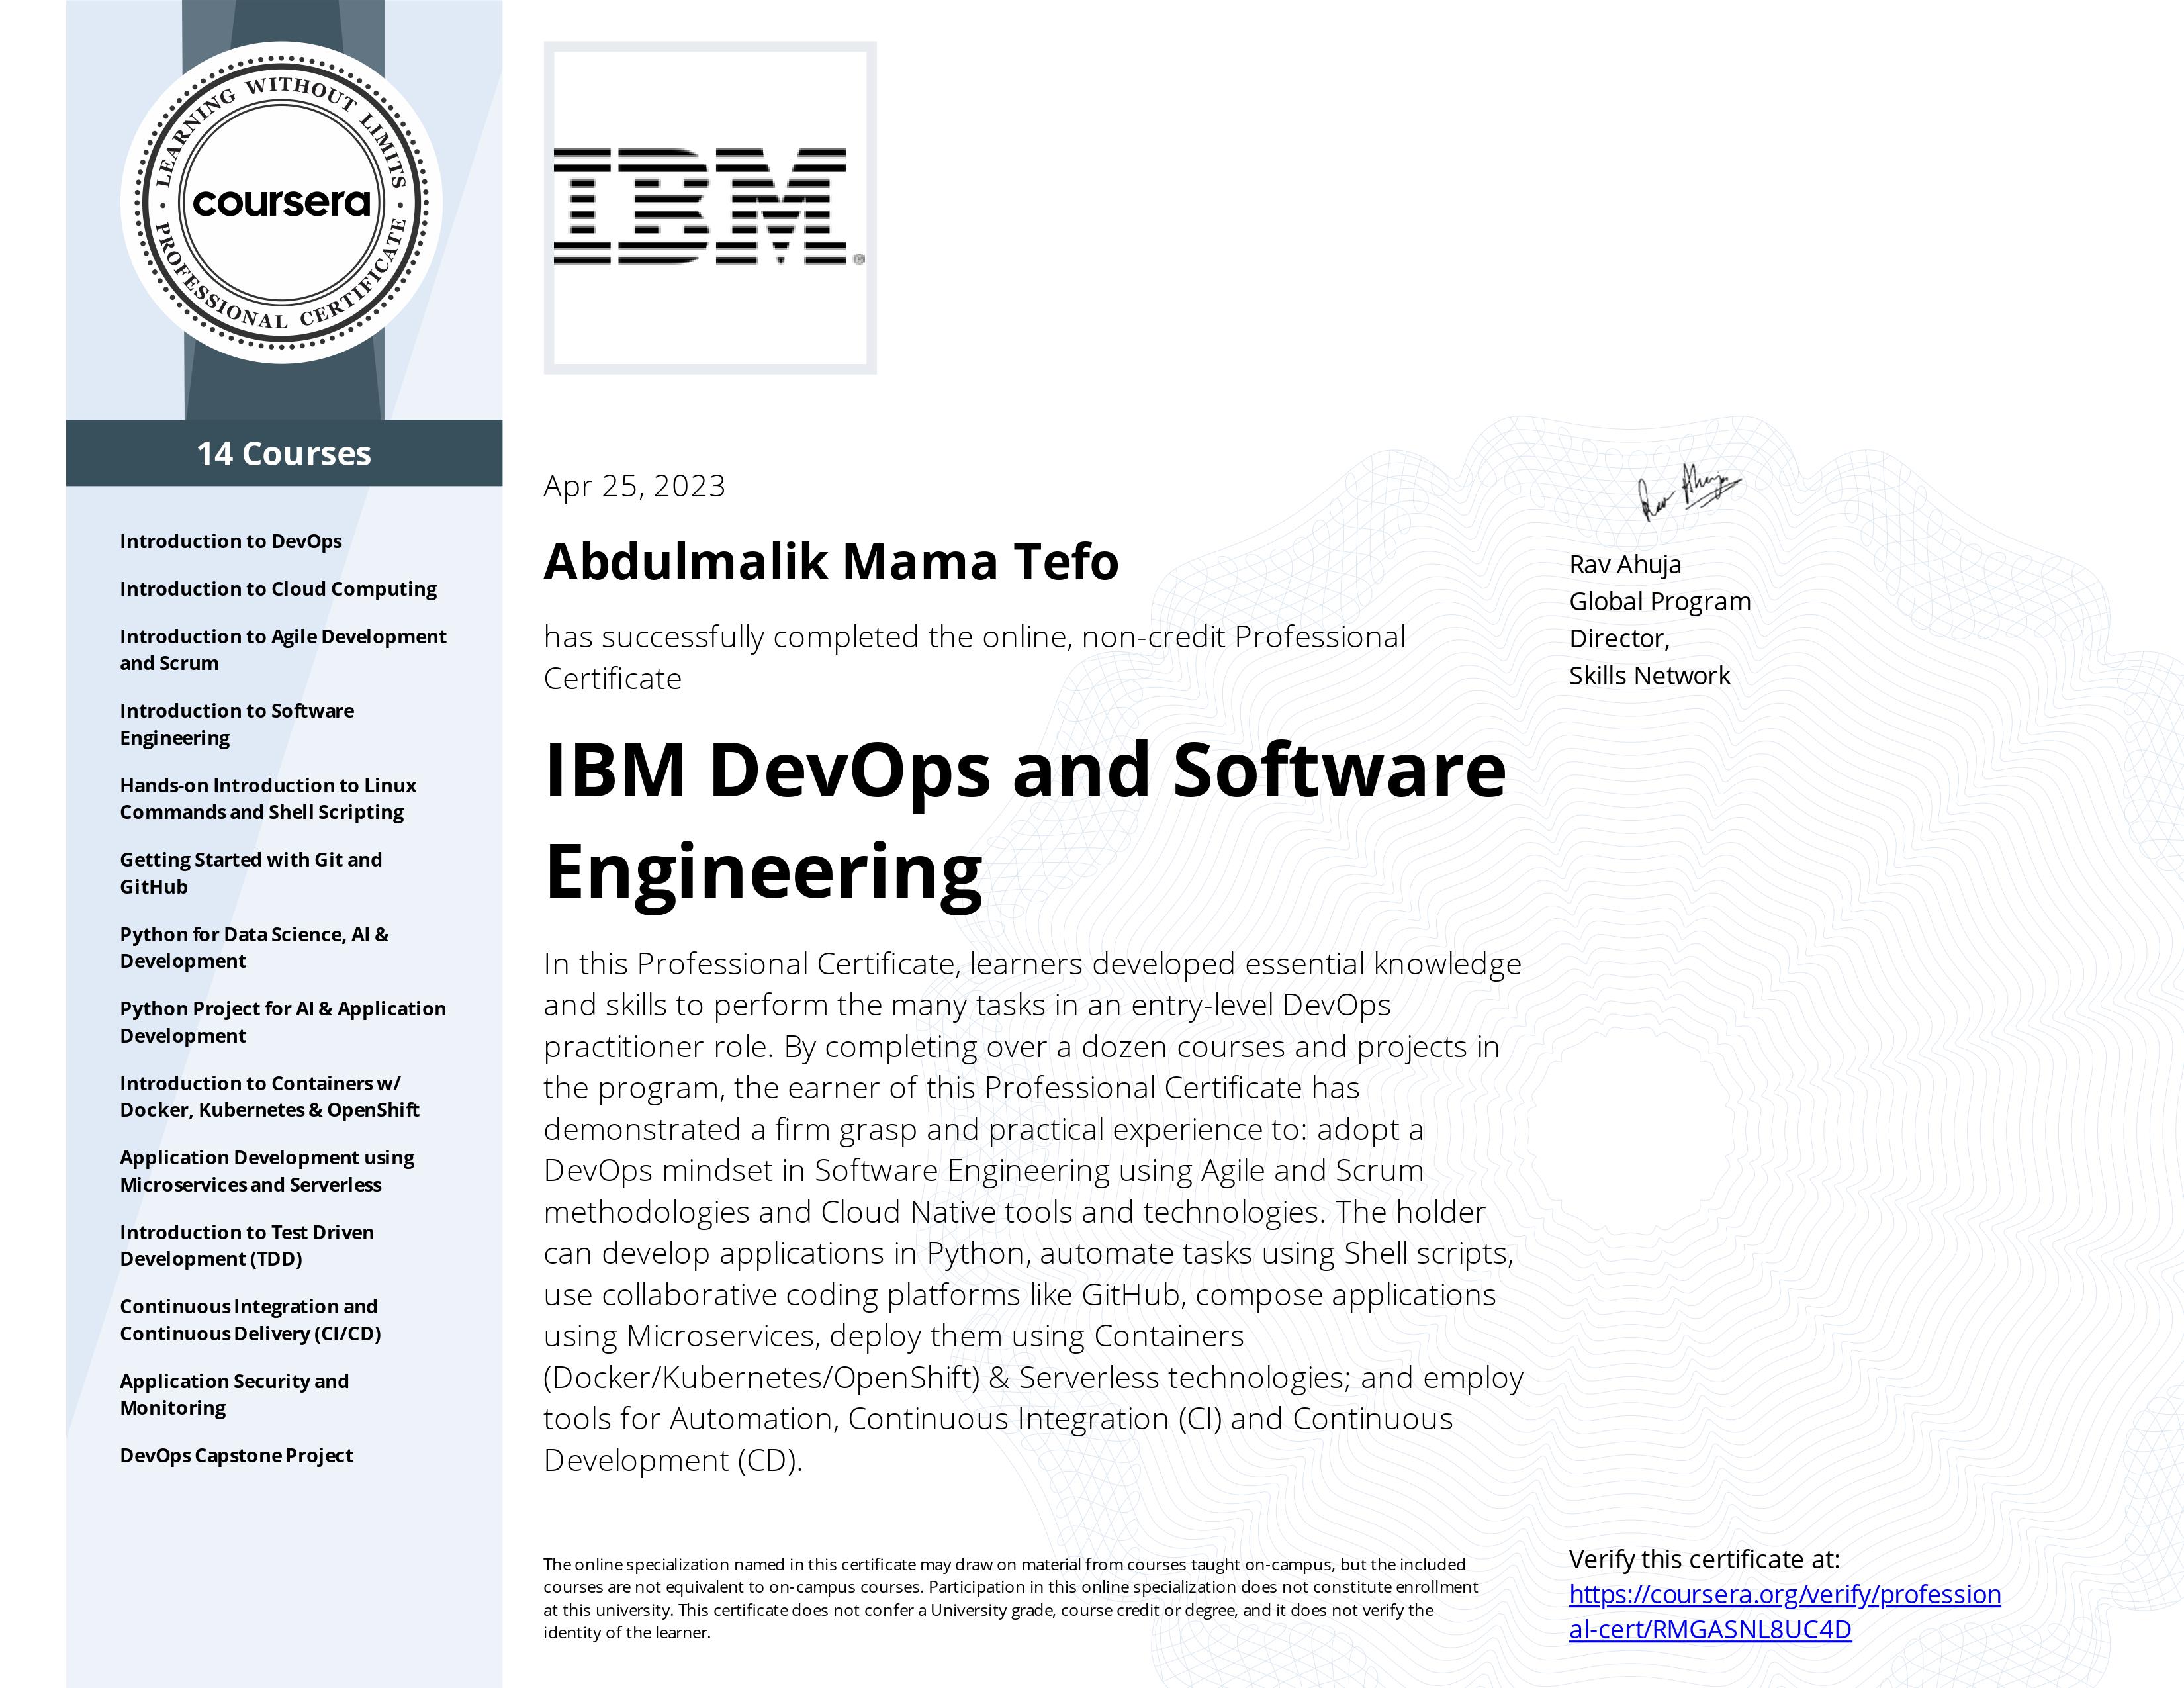 LEARNING WITHOUT LIMITS
coursera
PROFESSIONAL CERTIFICATE
14 Courses
Introduction to DevOps
Introduction to Cloud Computing
Introduction to Agile Development
and Scrum
Introduction to Software
Engineering
Hands-on Introduction to Linux
Commands and Shell Scripting
Getting Started with Git and
GitHub
Python for Data Science, AI &
Development
Python Project for AI & Application
Development
Introduction to Containers w/
Docker, Kubernetes & OpenShift
Application Development using
Microservices and Serverless
Introduction to Test Driven
Development (TDD)
Continuous Integration and
Continuous Delivery (CI/CD)
Application Security and
Monitoring
DevOps Capstone Project
IBM®
Apr 25, 2023
Abdulmalik Mama Tefo
has successfully completed the online, non-credit Professional
Certificate
IBM DevOps and Software
Engineering
In this Professional Certificate, learners developed essential knowledge
and skills to perform the many tasks in an entry-level DevOps
practitioner role. By completing over a dozen courses and projects in
the program, the earner of this Professional Certificate has
demonstrated a firm grasp and practical experience to: adopt a
DevOps mindset in Software Engineering using Agile and Scrum
methodologies and Cloud Native tools and technologies. The holder
can develop applications in Python, automate tasks using Shell scripts,
use collaborative coding platforms like GitHub, compose applications
using Microservices, deploy them using Containers
(Docker/Kubernetes/OpenShift) & Serverless technologies; and employ
tools for Automation, Continuous Integration (CI) and Continuous
Development (CD).
The online specialization named in this certificate may draw on material from courses taught on-campus, but the included
courses are not equivalent to on-campus courses. Participation in this online specialization does not constitute enrollment
at this university. This certificate does not confer a University grade, course credit or degree, and it does not verify the
identity of the learner.
Rav Ahuja
Rav Ahuja
Global Program
Director,
Skills Network
Verify this certificate at:
https://coursera.org/verify/profession
al-cert/RMGASNL8UC4D